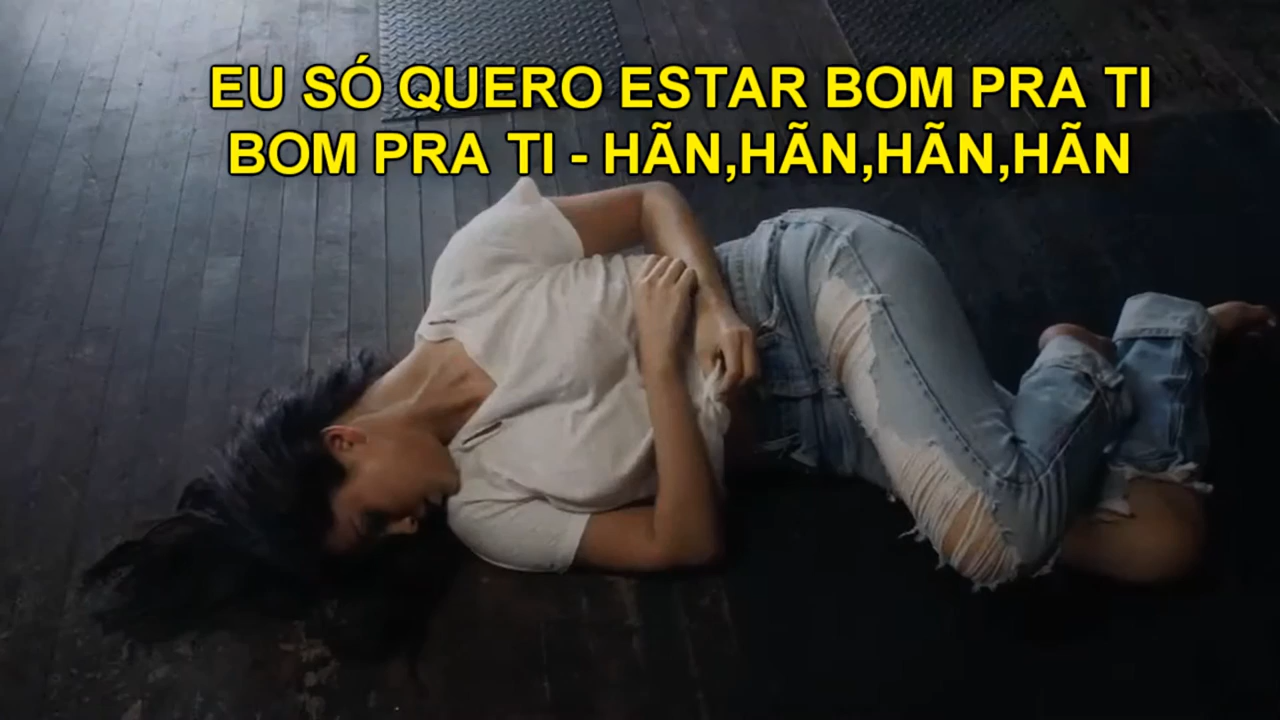 EU SÓ QUERO ESTAR BOM PRA TI
BOM PRA TI - HÃN,HÃN,HÃN,HÃN